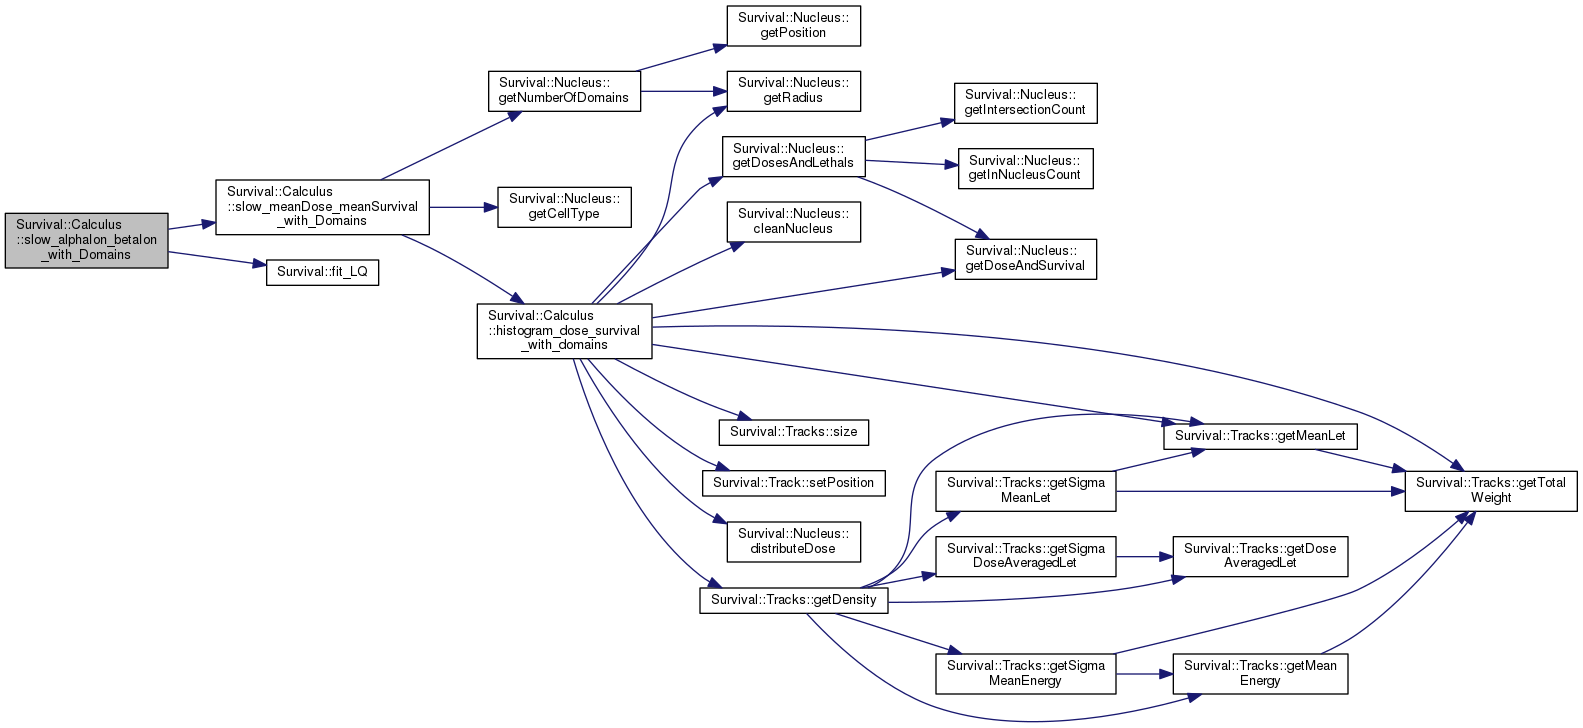 Survival::Calculus
::slow_alphaIon_betaIon
_with_Domains
Survival::Calculus
::slow_meanDose_meanSurvival
_with_Domains
Survival::fit_LQ
Survival::Nucleus::
getNumberOfDomains
Survival::Nucleus::
getCellType
Survival::Calculus
::histogram_dose_survival
_with_domains
Survival::Nucleus::
getPosition
Survival::Nucleus::
getRadius
Survival::Nucleus::
getDosesAndLethals
Survival::Nucleus::
cleanNucleus
Survival::Tracks::size
Survival::Track::setPosition
Survival::Nucleus::
distributeDose
Survival::Tracks::getDensity
Survival::Nucleus::
getIntersectionCount
Survival::Nucleus::
getInNucleusCount
Survival::Nucleus::
getDoseAndSurvival
Survival::Tracks::getSigma
MeanLet
Survival::Tracks::getSigma
DoseAveragedLet
Survival::Tracks::getSigma
MeanEnergy
Survival::Tracks::getMeanLet
Survival::Tracks::getDose
AveragedLet
Survival::Tracks::getMean
Energy
Survival::Tracks::getTotal
Weight